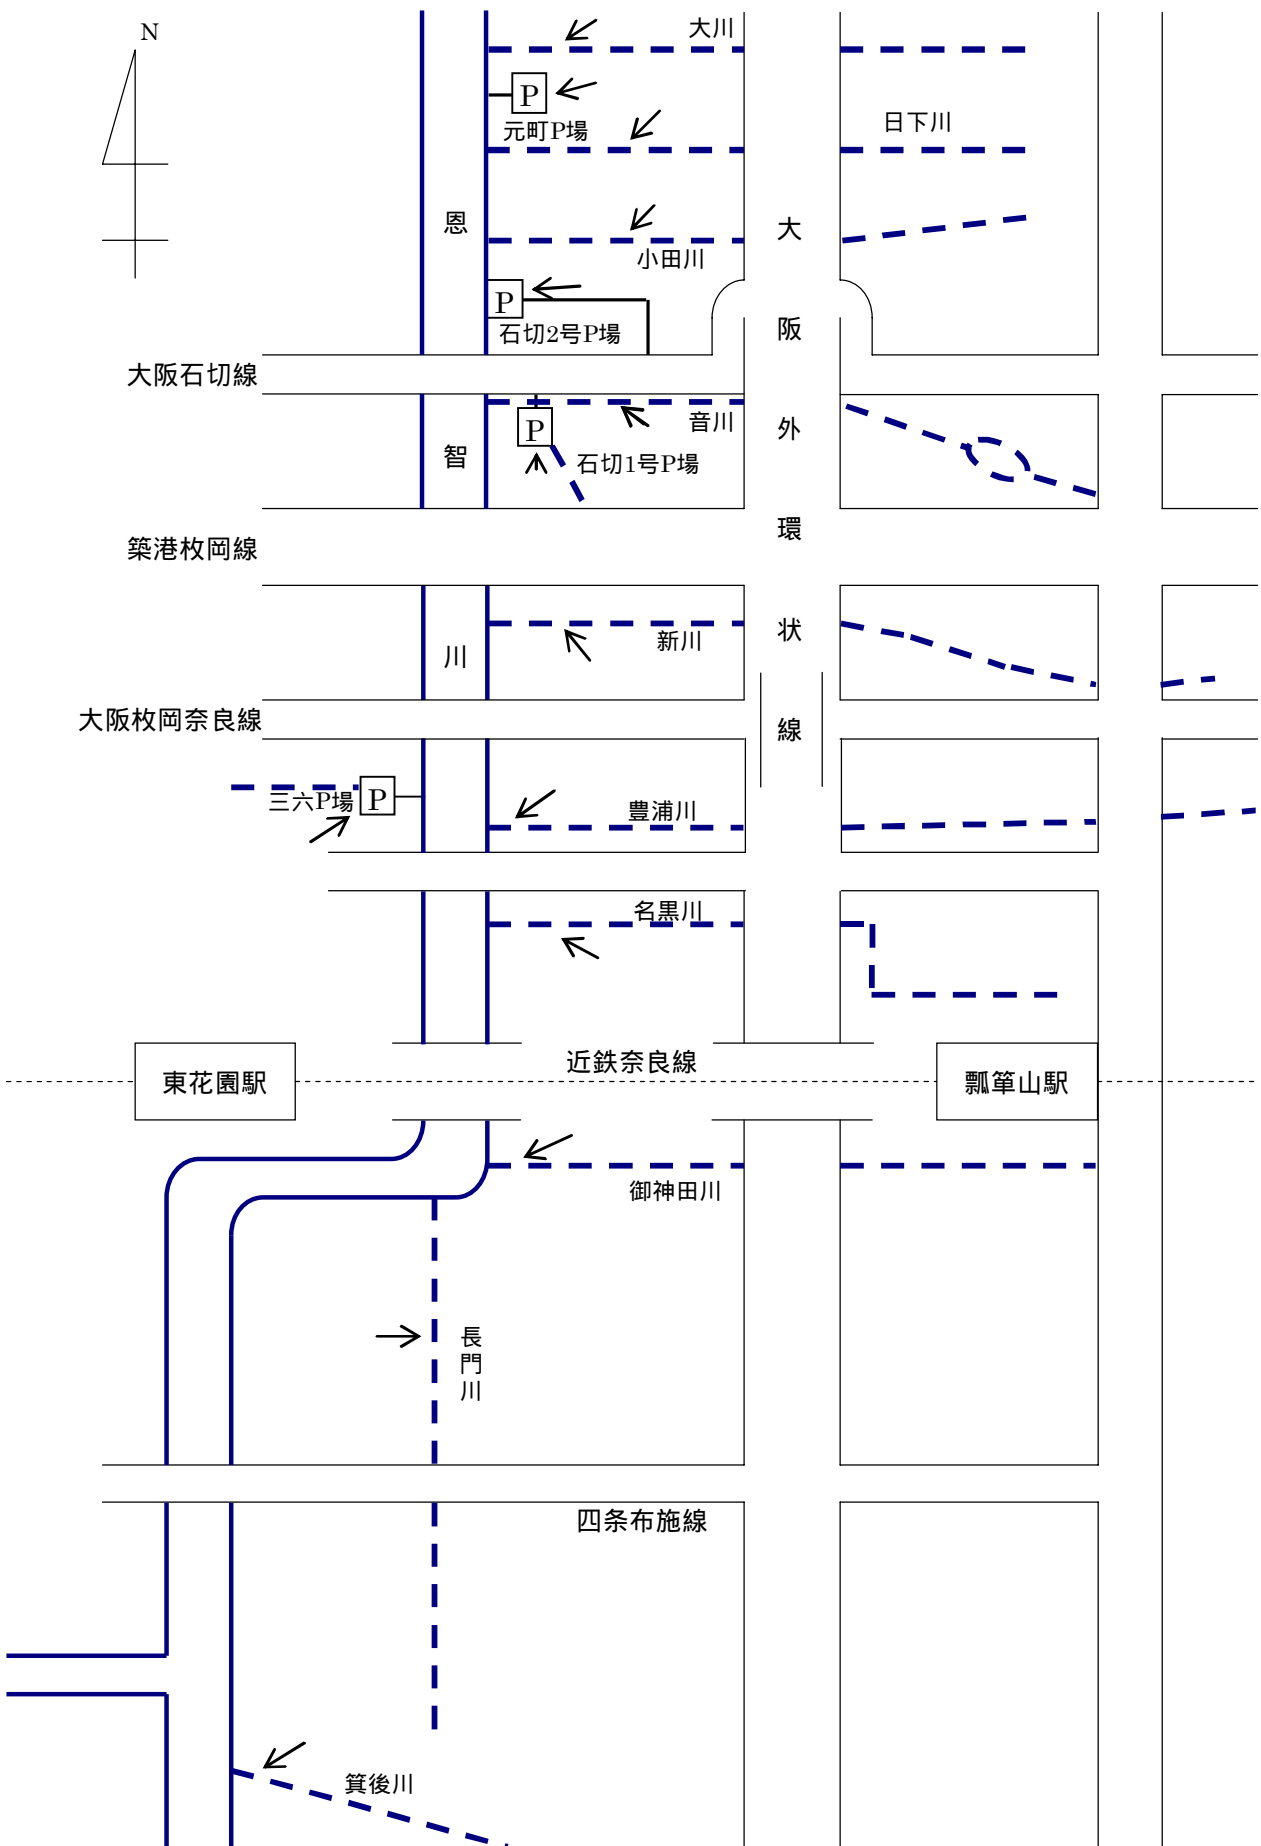 N
大川
P
元町P場
日下川
小田川
P
石切2号P場
大阪石切線
音川
P
石切1号P場
築港枚岡線
新川
大阪枚岡奈良線
三六P場
P
豊浦川
名黒川
恩智川
大阪外環状線
近鉄奈良線
東花園駅
瓢箪山駅
御神田川
長門川
四条布施線
箕後川